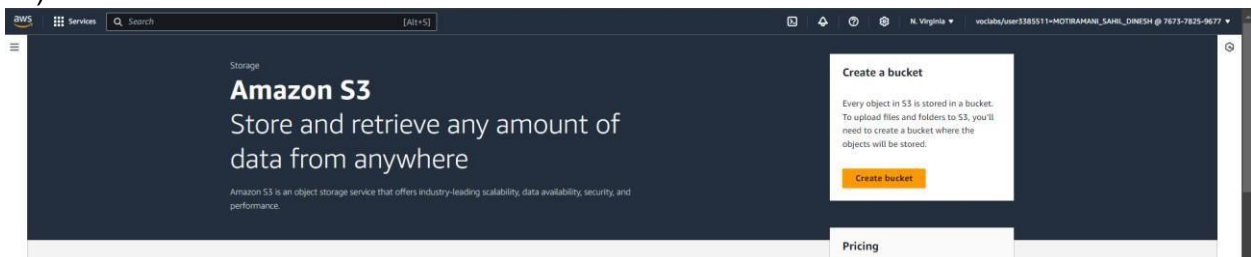 aws
Services
Search
[Alt+S]
N. Virginia
voclabs/user3385511=MOTIRAMANI_SAHIL_DINESH @ 7673-7825-9677
Storage
Amazon S3
Store and retrieve any amount of
data from anywhere
Amazon S3 is an object storage service that offers industry-leading scalability, data availability, security, and
performance.
Create a bucket
Every object in S3 is stored in a bucket.
To upload files and folders to S3, you'll
need to create a bucket where the
objects will be stored.
Create bucket
Pricing